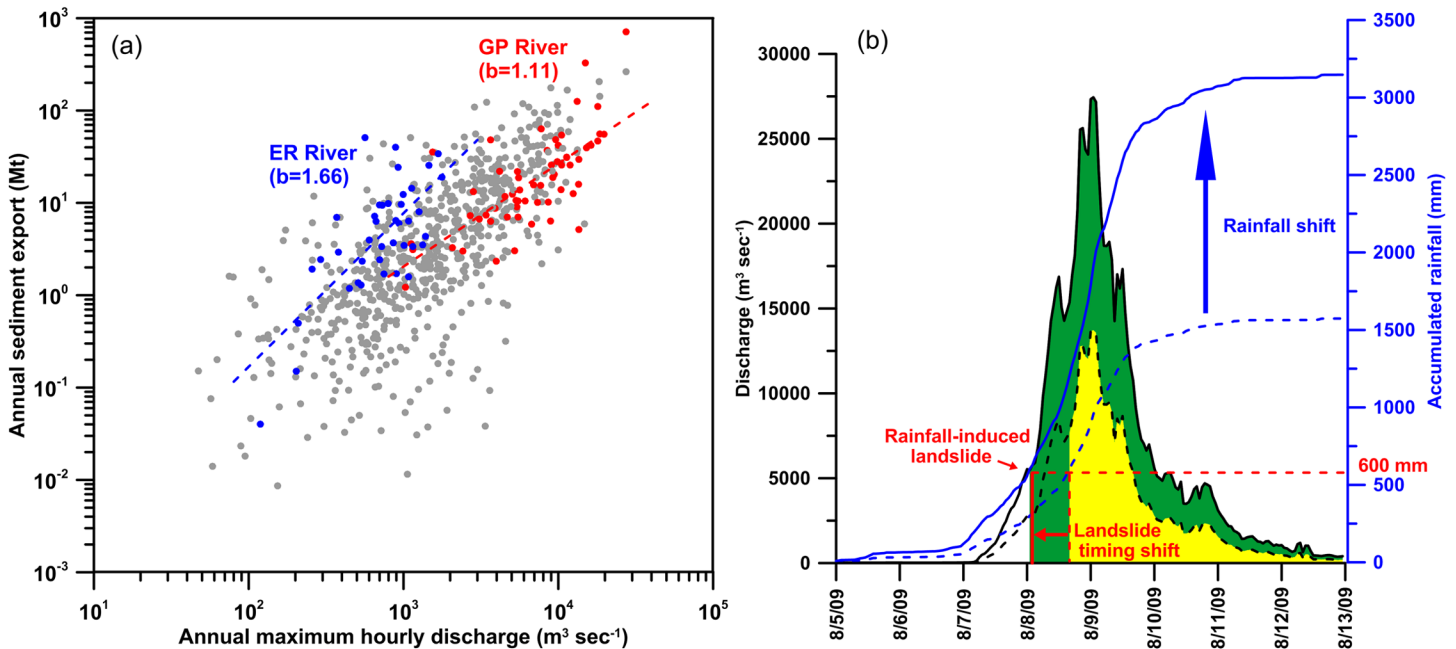 (a)
GP River
(b=1.11)
ER River
(b=1.66)
Annual sediment export (Mt)
10³
10²
10¹
10⁰
10⁻¹
10⁻²
10⁻³
10¹
10²
10³
10⁴
10⁵
Annual maximum hourly discharge (m³ sec⁻¹)
(b)
Discharge (m³ sec⁻¹)
30000
25000
20000
15000
10000
5000
0
Accumulated rainfall (mm)
3500
3000
2500
2000
1500
1000
500
0
Rainfall shift
Rainfall-induced
landslide
600 mm
Landslide
timing shift
8/5/09
8/6/09
8/7/09
8/8/09
8/9/09
8/10/09
8/11/09
8/12/09
8/13/09